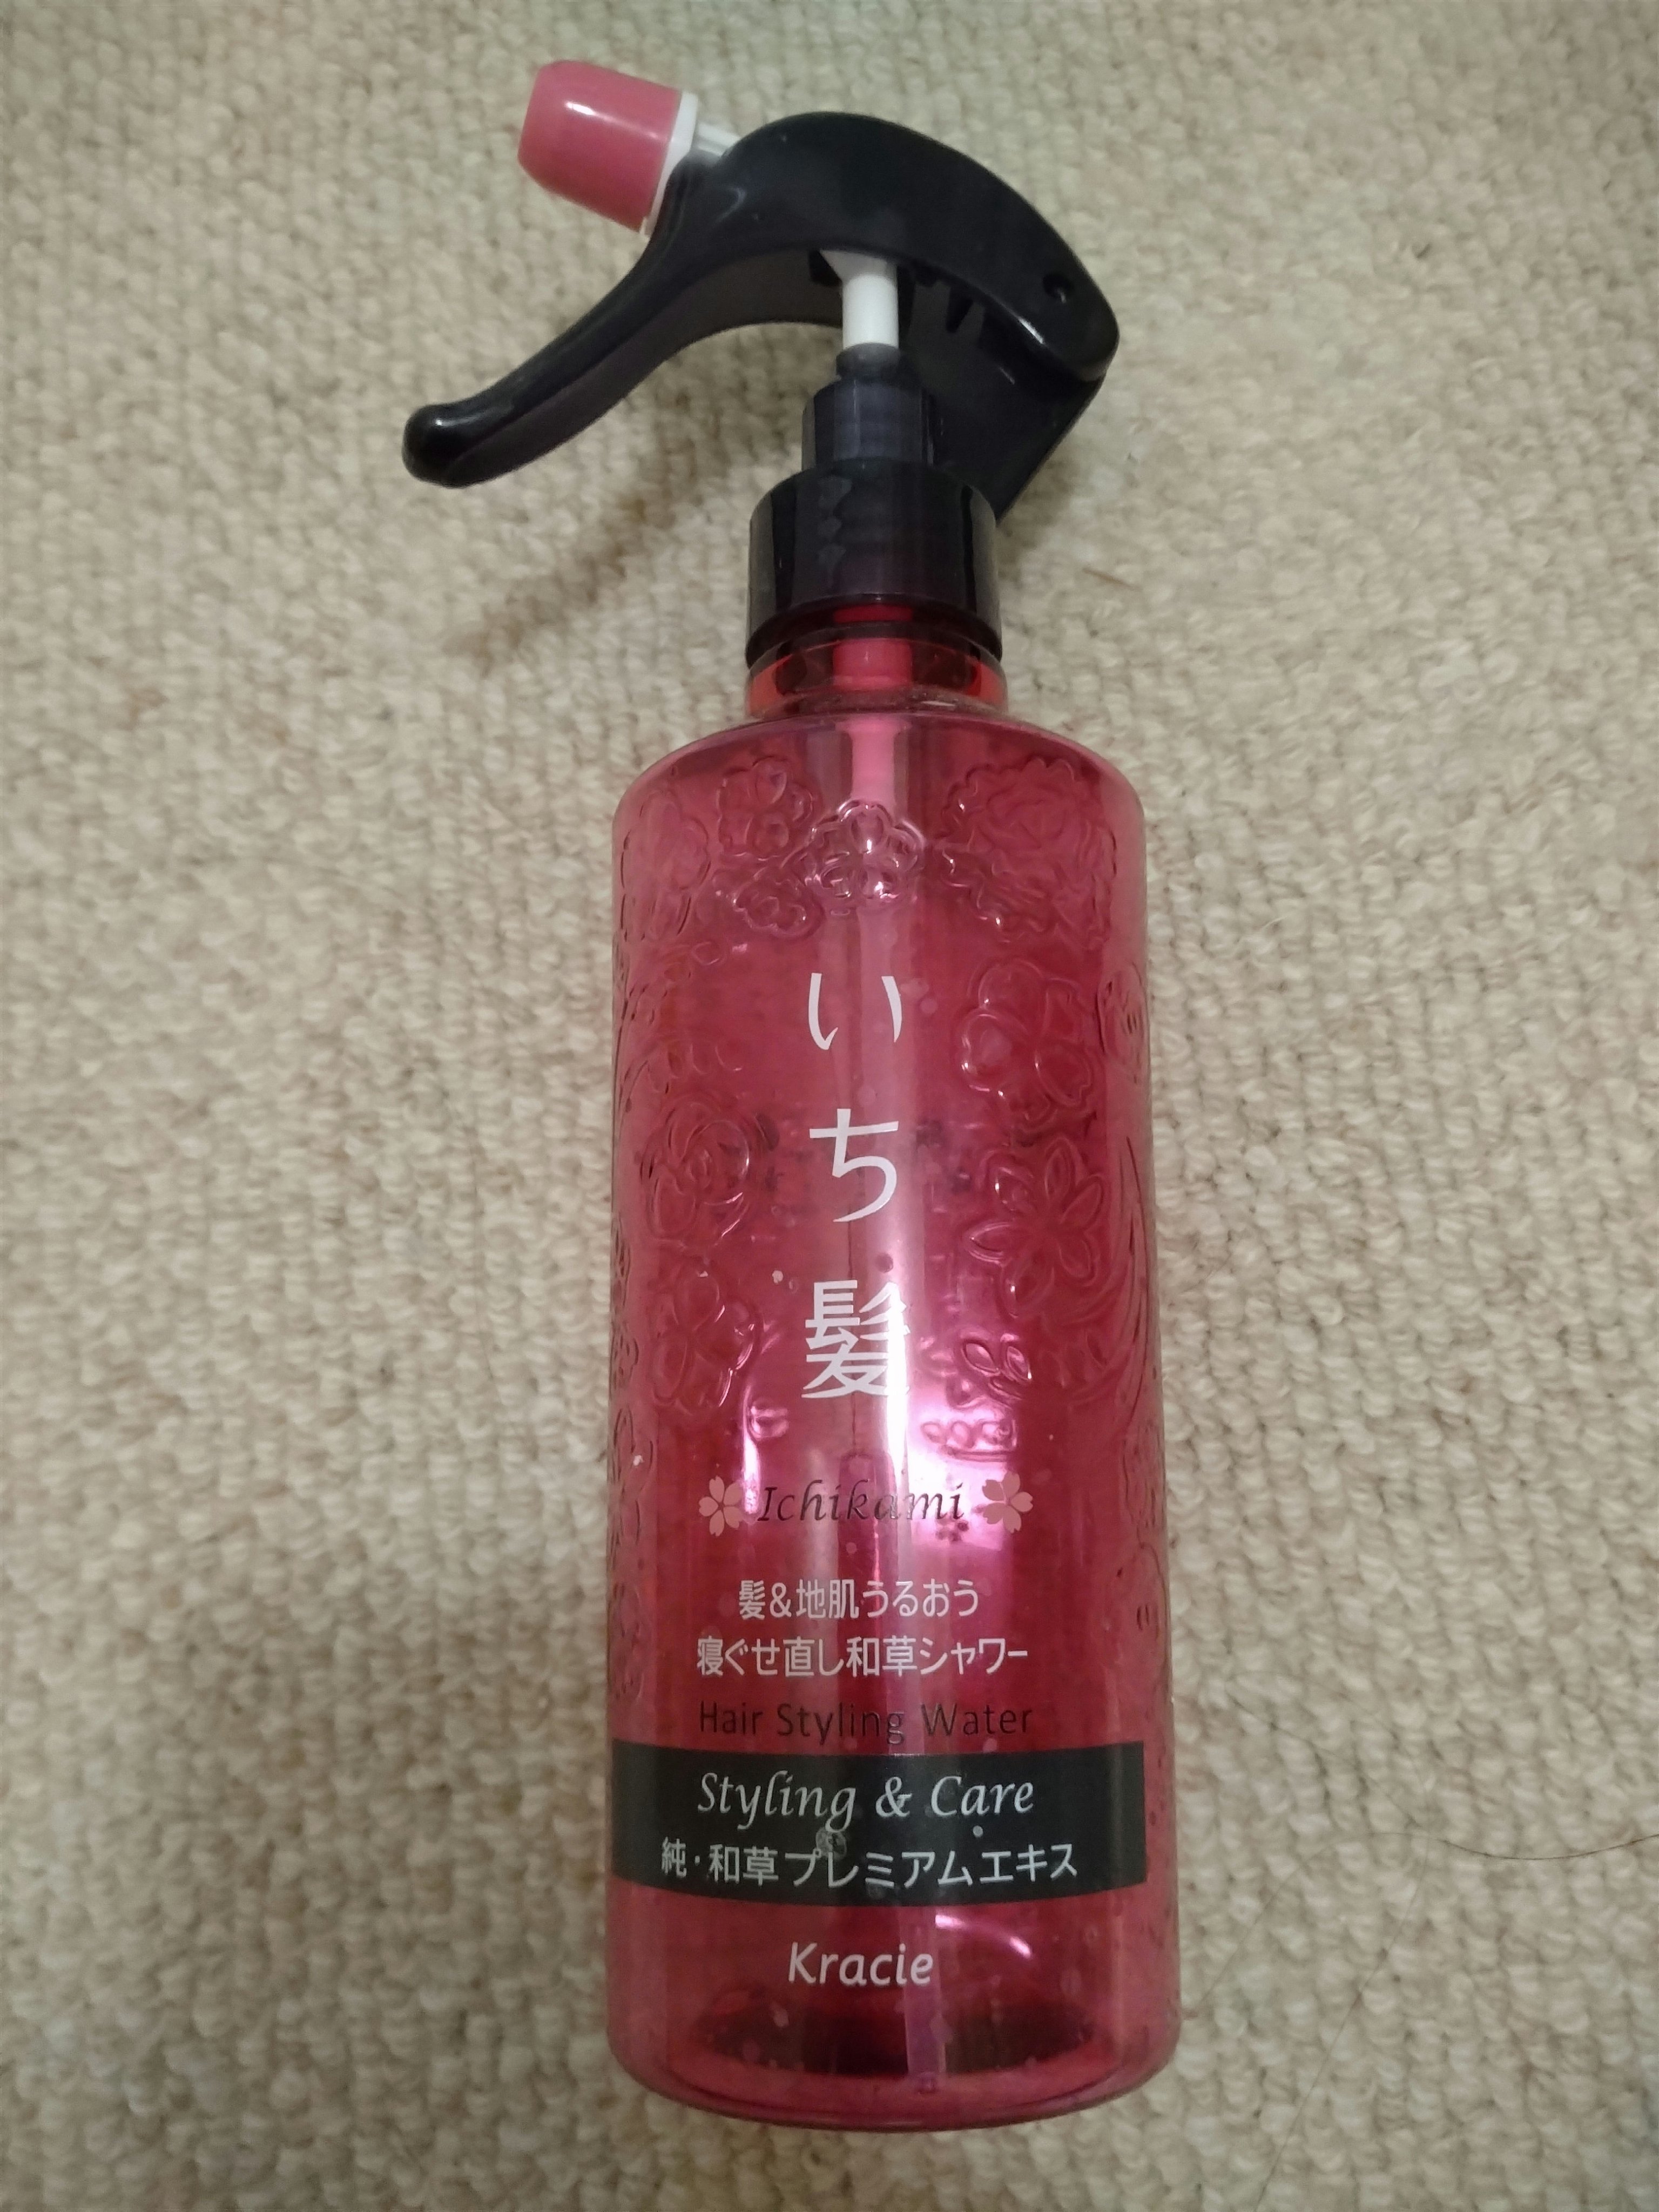 いち髪
Ichikami
髪&地肌うるおう
寝ぐせ直し和草シャワー
Hair Styling Water
Styling & Care
純・和草プレミアムエキス
Kracie